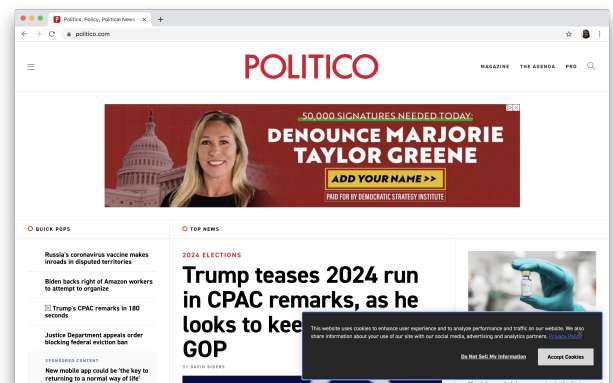 Politics, Policy, Political News
politico.com
POLITICO
MAGAZINE THE AGENDA PRO
50,000 SIGNATURES NEEDED TODAY:
DENOUNCE MARJORIE
TAYLOR GREENE
ADD YOUR NAME >>
PAID FOR BY DEMOCRATIC STRATEGY INSTITUTE
QUICK POPS
Russia's coronavirus vaccine makes
inroads in disputed territories
Biden backs right of Amazon workers
to attempt to organize
Trump's CPAC remarks in 180
seconds
Justice Department appeals order
blocking federal eviction ban
SPONSORED CONTENT
New mobile app could be 'the key to
returning to a normal way of life'
TOP NEWS
2024 ELECTIONS
Trump teases 2024 run
in CPAC remarks, as he
looks to kee
GOP
BY DAVID SIDERS
This website uses cookies to enhance user experience and to analyze performance and traffic on our website. We also
share information about your use of our site with our social media, advertising and analytics partners. Privacy Policy
Do Not Sell My Information
Accept Cookies